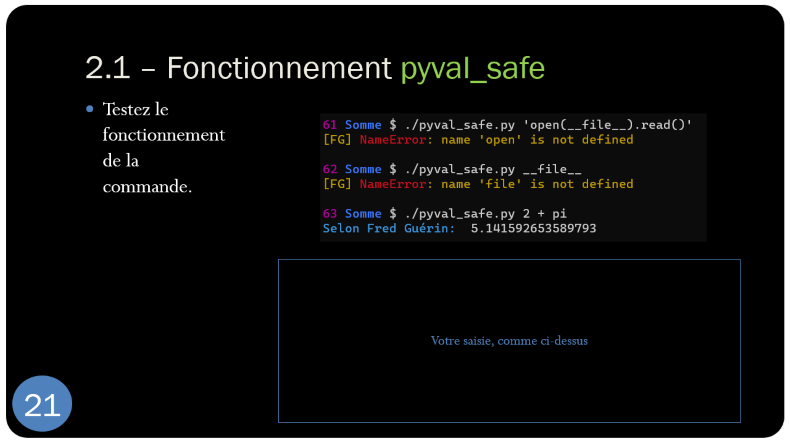 2.1 – Fonctionnement pyval_safe
• Testez le
fonctionnement
de la
commande.
61 Somme $ ./pyval_safe.py 'open(__file__).read()'
[FG] NameError: name 'open' is not defined
62 Somme $ ./pyval_safe.py __file__
[FG] NameError: name 'file' is not defined
63 Somme $ ./pyval_safe.py 2 + pi
Selon Fred Guérin:  5.141592653589793
Votre saisie, comme ci-dessus
21